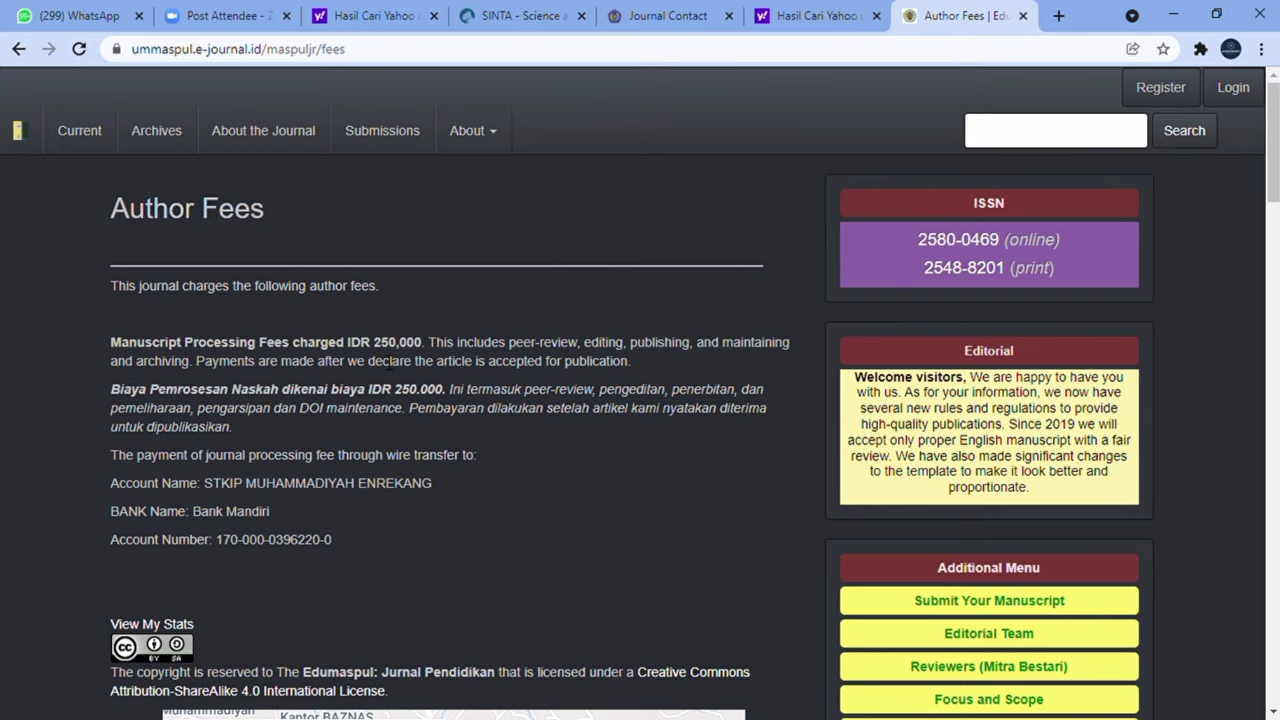 (299) WhatsApp
Post Attendee - Z
Hasil Cari Yahoo u
SINTA - Science a
Journal Contact
Hasil Cari Yahoo u
Author Fees | Edu
ummaspul.e-journal.id/maspuljr/fees
Register
Login
Current
Archives
About the Journal
Submissions
About
Search
Author Fees
This journal charges the following author fees.
Manuscript Processing Fees charged IDR 250,000. This includes peer-review, editing, publishing, and maintaining
and archiving. Payments are made after we declare the article is accepted for publication.
Biaya Pemrosesan Naskah dikenai biaya IDR 250.000. Ini termasuk peer-review, pengeditan, penerbitan, dan
pemeliharaan, pengarsipan dan DOI maintenance. Pembayaran dilakukan setelah artikel kami nyatakan diterima
untuk dipublikasikan.
The payment of journal processing fee through wire transfer to:
Account Name: STKIP MUHAMMADIYAH ENREKANG
BANK Name: Bank Mandiri
Account Number: 170-000-0396220-0
View My Stats
CC BY SA
The copyright is reserved to The Edumaspul: Jurnal Pendidikan that is licensed under a Creative Commons
Attribution-ShareAlike 4.0 International License.
Muhammadiyah
Kantor BAZNAS
ISSN
2580-0469 (online)
2548-8201 (print)
Editorial
Welcome visitors, We are happy to have you
with us. As for your information, we now have
several new rules and regulations to provide
high-quality publications. Since 2019 we will
accept only proper English manuscript with a fair
review. We have also made significant changes
to the template to make it look better and
proportionate.
Additional Menu
Submit Your Manuscript
Editorial Team
Reviewers (Mitra Bestari)
Focus and Scope